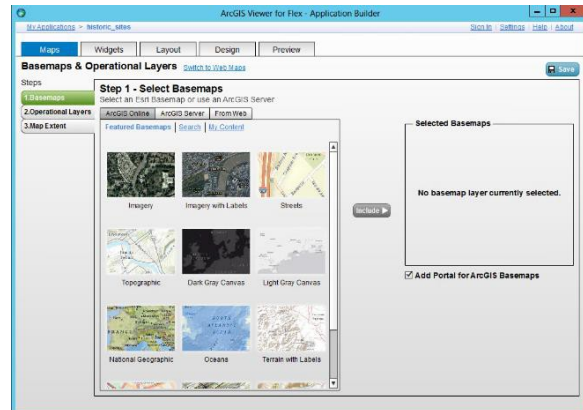 ArcGIS Viewer for Flex - Application Builder
My Applications > historic_sites
Sign In | Settings | Help | About
Maps Widgets Layout Design Preview
Basemaps & Operational Layers Switch to Web Maps
Save
Steps
1.Basemaps
2.Operational Layers
3.Map Extent
Step 1 - Select Basemaps
Select an Esri Basemap or use an ArcGIS Server
ArcGIS Online ArcGIS Server From Web
Featured Basemaps | Search | My Content
Imagery Imagery with Labels Streets
Topographic Dark Gray Canvas Light Gray Canvas
National Geographic Oceans Terrain with Labels
Include
Selected Basemaps
No basemap layer currently selected.
Add Portal for ArcGIS Basemaps